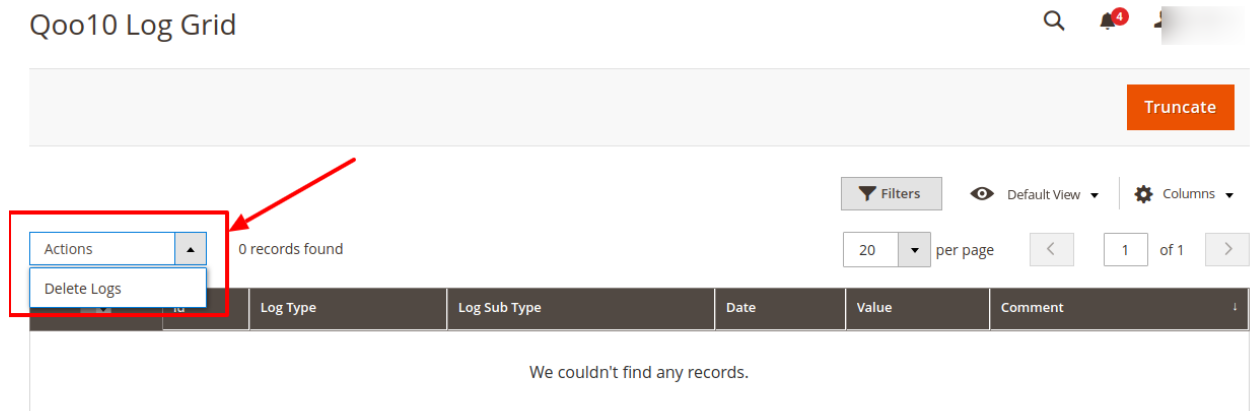 Qoo10 Log Grid
4
Truncate
Filters
Default View
Columns
Actions
0 records found
20
per page
1
of 1
Delete Logs
Log Type
Log Sub Type
Date
Value
Comment
We couldn't find any records.